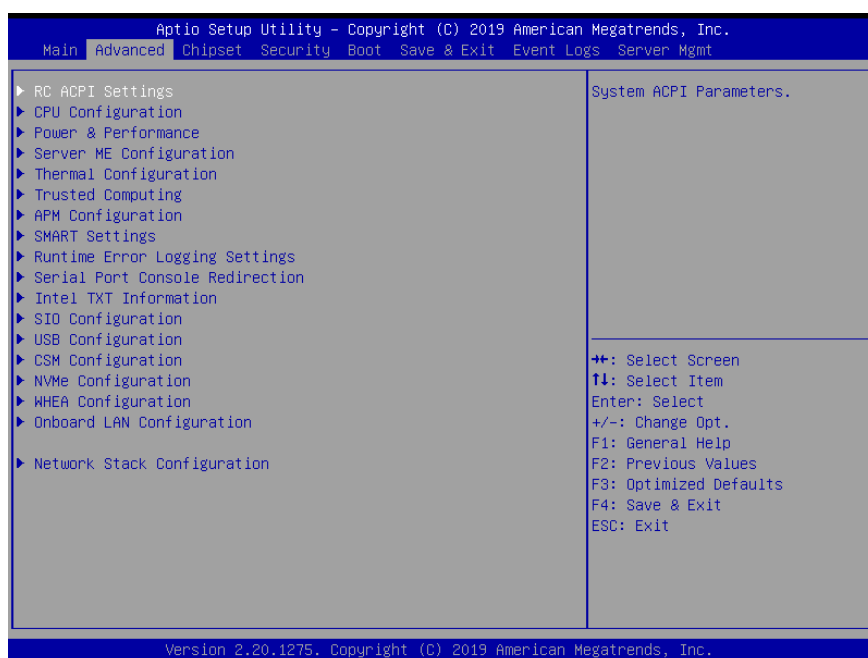 Aptio Setup Utility – Copyright (C) 2019 American Megatrends, Inc.
Main Advanced Chipset Security Boot Save & Exit Event Logs Server Mgmt
RC ACPI Settings
CPU Configuration
Power & Performance
Server ME Configuration
Thermal Configuration
Trusted Computing
APM Configuration
SMART Settings
Runtime Error Logging Settings
Serial Port Console Redirection
Intel TXT Information
SIO Configuration
USB Configuration
CSM Configuration
NVMe Configuration
WHEA Configuration
Onboard LAN Configuration
Network Stack Configuration
System ACPI Parameters.
→←: Select Screen
↑↓: Select Item
Enter: Select
+/-: Change Opt.
F1: General Help
F2: Previous Values
F3: Optimized Defaults
F4: Save & Exit
ESC: Exit
Version 2.20.1275. Copyright (C) 2019 American Megatrends, Inc.